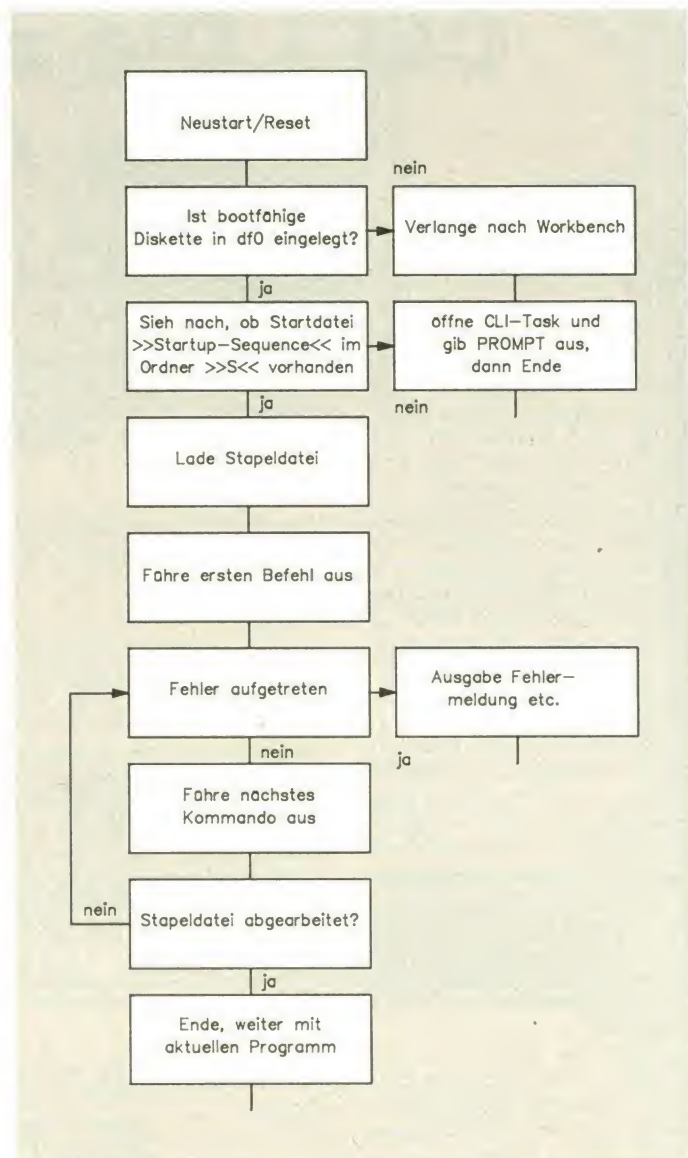 Neustart/Reset
nein
Ist bootfähige
Diskette in df0 eingelegt?
Verlange nach Workbench
ja
Sieh nach, ob Startdatei
>>Startup-Sequence<< im
Ordner >>S<< vorhanden
öffne CLI-Task und
gib PROMPT aus,
dann Ende
ja
nein
Lade Stapeldatei
Führe ersten Befehl aus
Fehler aufgetreten
Ausgabe Fehler-
meldung etc.
nein
ja
Führe nächstes
Kommando aus
nein
Stapeldatei abgearbeitet?
ja
Ende, weiter mit
aktuellen Programm